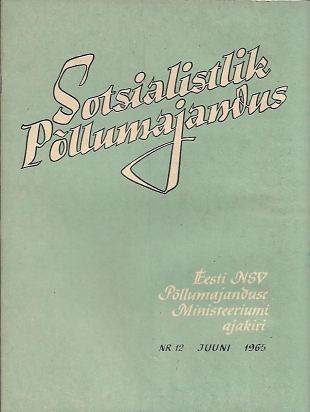 Sotsialistlik
Põllumajandus
Eesti NSV
Põllumajanduse
Ministeeriumi
ajakiri
NR 12 JUUNI 1965